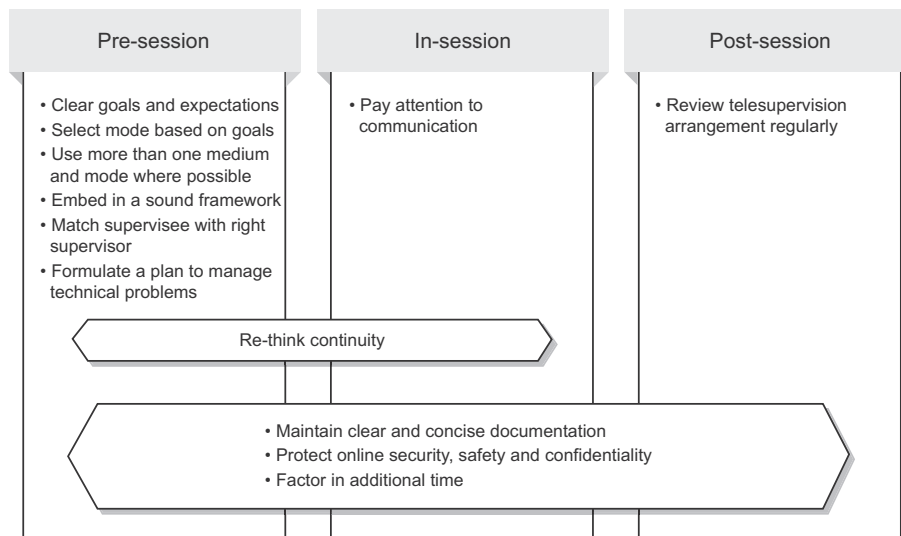 Pre-session
In-session
Post-session
• Clear goals and expectations
• Select mode based on goals
• Use more than one medium
and mode where possible
• Embed in a sound framework
• Match supervisee with right
supervisor
• Formulate a plan to manage
technical problems
• Pay attention to
communication
• Review telesupervision
arrangement regularly
Re-think continuity
• Maintain clear and concise documentation
• Protect online security, safety and confidentiality
• Factor in additional time